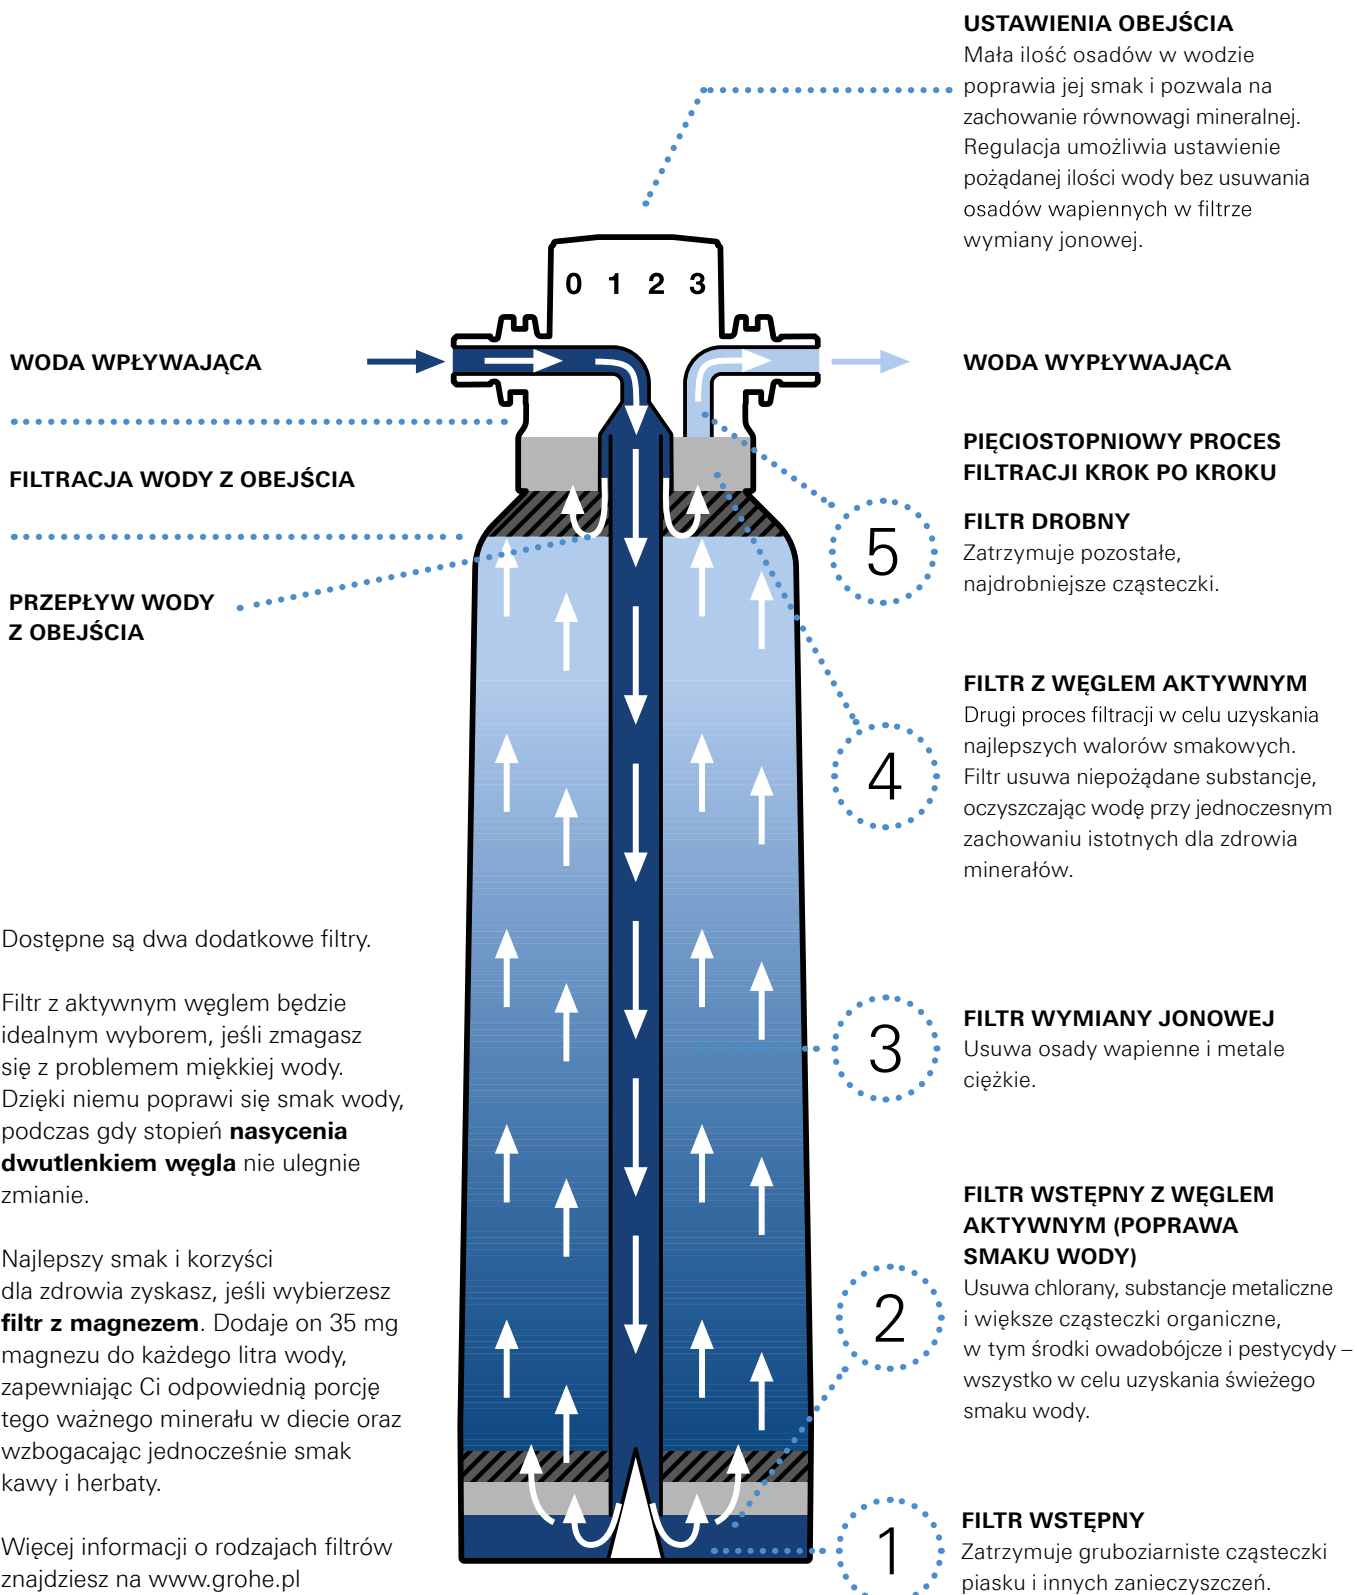 USTAWIENIA OBEJŚCIA
Mała ilość osadów w wodzie
poprawia jej smak i pozwala na
zachowanie równowagi mineralnej.
Regulacja umożliwia ustawienie
pożądanej ilości wody bez usuwania
osadów wapiennych w filtrze
wymiany jonowej.
0 1 2 3
WODA WPŁYWAJĄCA
WODA WYPŁYWAJĄCA
FILTRACJA WODY Z OBEJŚCIA
PRZEPŁYW WODY
Z OBEJŚCIA
PIĘCIOSTOPNIOWY PROCES
FILTRACJI KROK PO KROKU
5
FILTR DROBNY
Zatrzymuje pozostałe,
najdrobniejsze cząsteczki.
4
FILTR Z WĘGLEM AKTYWNYM
Drugi proces filtracji w celu uzyskania
najlepszych walorów smakowych.
Filtr usuwa niepożądane substancje,
oczyszczając wodę przy jednoczesnym
zachowaniu istotnych dla zdrowia
minerałów.
3
FILTR WYMIANY JONOWEJ
Usuwa osady wapienne i metale
ciężkie.
2
FILTR WSTĘPNY Z WĘGLEM
AKTYWNYM (POPRAWA
SMAKU WODY)
Usuwa chlorany, substancje metaliczne
i większe cząsteczki organiczne,
w tym środki owadobójcze i pestycydy –
wszystko w celu uzyskania świeżego
smaku wody.
1
FILTR WSTĘPNY
Zatrzymuje gruboziarniste cząsteczki
piasku i innych zanieczyszczeń.
Dostępne są dwa dodatkowe filtry.
Filtr z aktywnym węglem będzie
idealnym wyborem, jeśli zmagasz
się z problemem miękkiej wody.
Dzięki niemu poprawi się smak wody,
podczas gdy stopień nasycenia
dwutlenkiem węgla nie ulegnie
zmianie.
Najlepszy smak i korzyści
dla zdrowia zyskasz, jeśli wybierzesz
filtr z magnezem. Dodaje on 35 mg
magnezu do każdego litra wody,
zapewniając Ci odpowiednią porcję
tego ważnego minerału w diecie oraz
wzbogacając jednocześnie smak
kawy i herbaty.
Więcej informacji o rodzajach filtrów
znajdziesz na www.grohe.pl